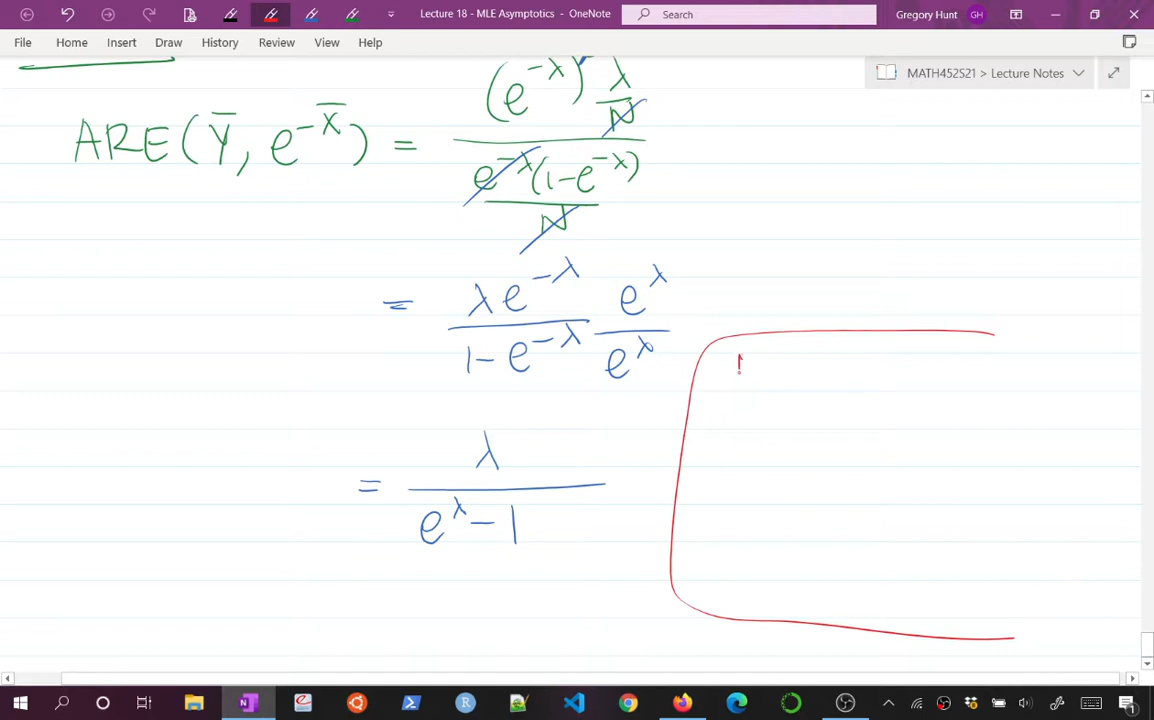 Lecture 18 - MLE Asymptotics - OneNote
Search
Gregory Hunt
GH
File Home Insert Draw History Review View Help
MATH452S21 > Lecture Notes
(e^{-λ})^2 λ/N
ARE(Y̅, e^{-X̅}) = 
e^{-λ}(1-e^{-λ})
N
= λe^{-λ} / 1-e^{-λ} e^λ / e^λ
= λ / e^λ - 1